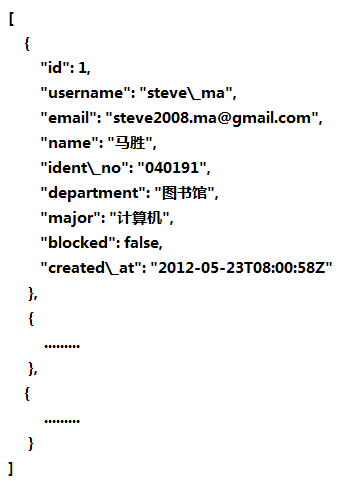 [
{
"id": 1,
"username": "steve\_ma",
"email": "steve2008.ma@gmail.com",
"name": "马胜",
"ident\_no": "040191",
"department": "图书馆",
"major": "计算机",
"blocked": false,
"created\_at": "2012-05-23T08:00:58Z"
},
{
.........
},
{
.........
}
]